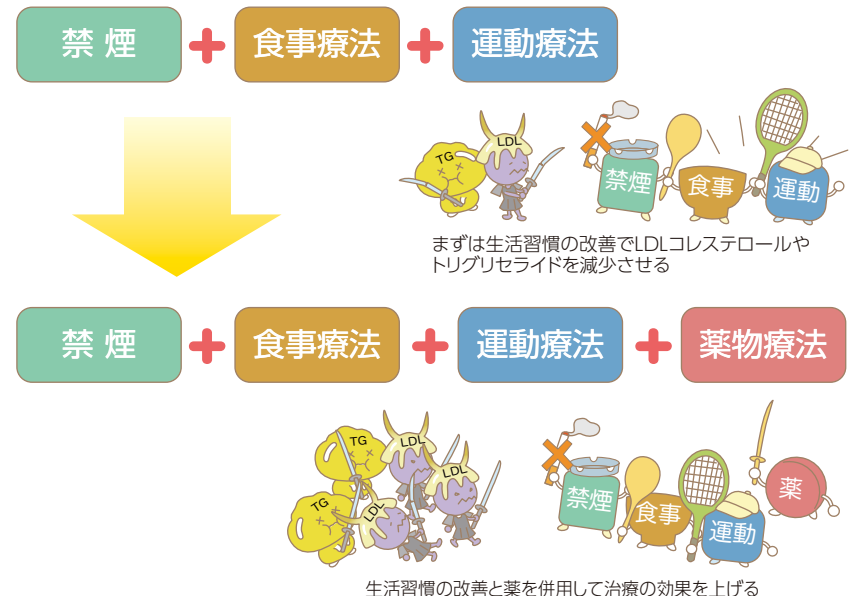 禁 煙 + 食事療法 + 運動療法
TG LDL 禁煙 食事 運動
まずは生活習慣の改善でLDLコレステロールや
トリグリセライドを減少させる
禁 煙 + 食事療法 + 運動療法 + 薬物療法
TG LDL
LDL
TG LDL
禁煙 食事 運動 薬
生活習慣の改善と薬を併用して治療の効果を上げる